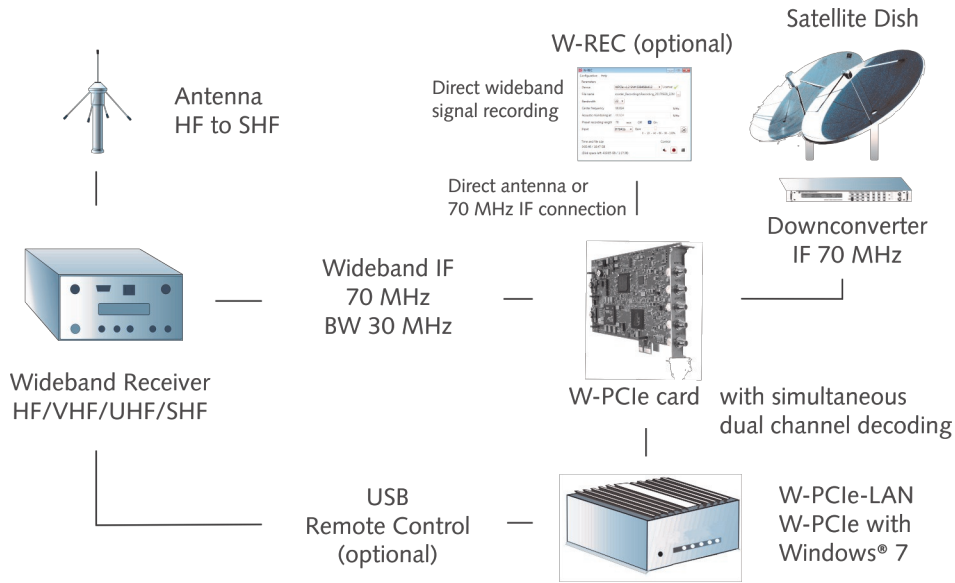 Satellite Dish
W-REC (optional)
Direct wideband
signal recording
W-REC
Antenna
HF to SHF
Direct antenna or
70 MHz IF connection
Downconverter
IF 70 MHz
Wideband IF
70 MHz
BW 30 MHz
Wideband Receiver
HF/VHF/UHF/SHF
W-PCIe card
with simultaneous
dual channel decoding
USB
Remote Control
(optional)
W-PCIe-LAN
W-PCIe with
Windows® 7